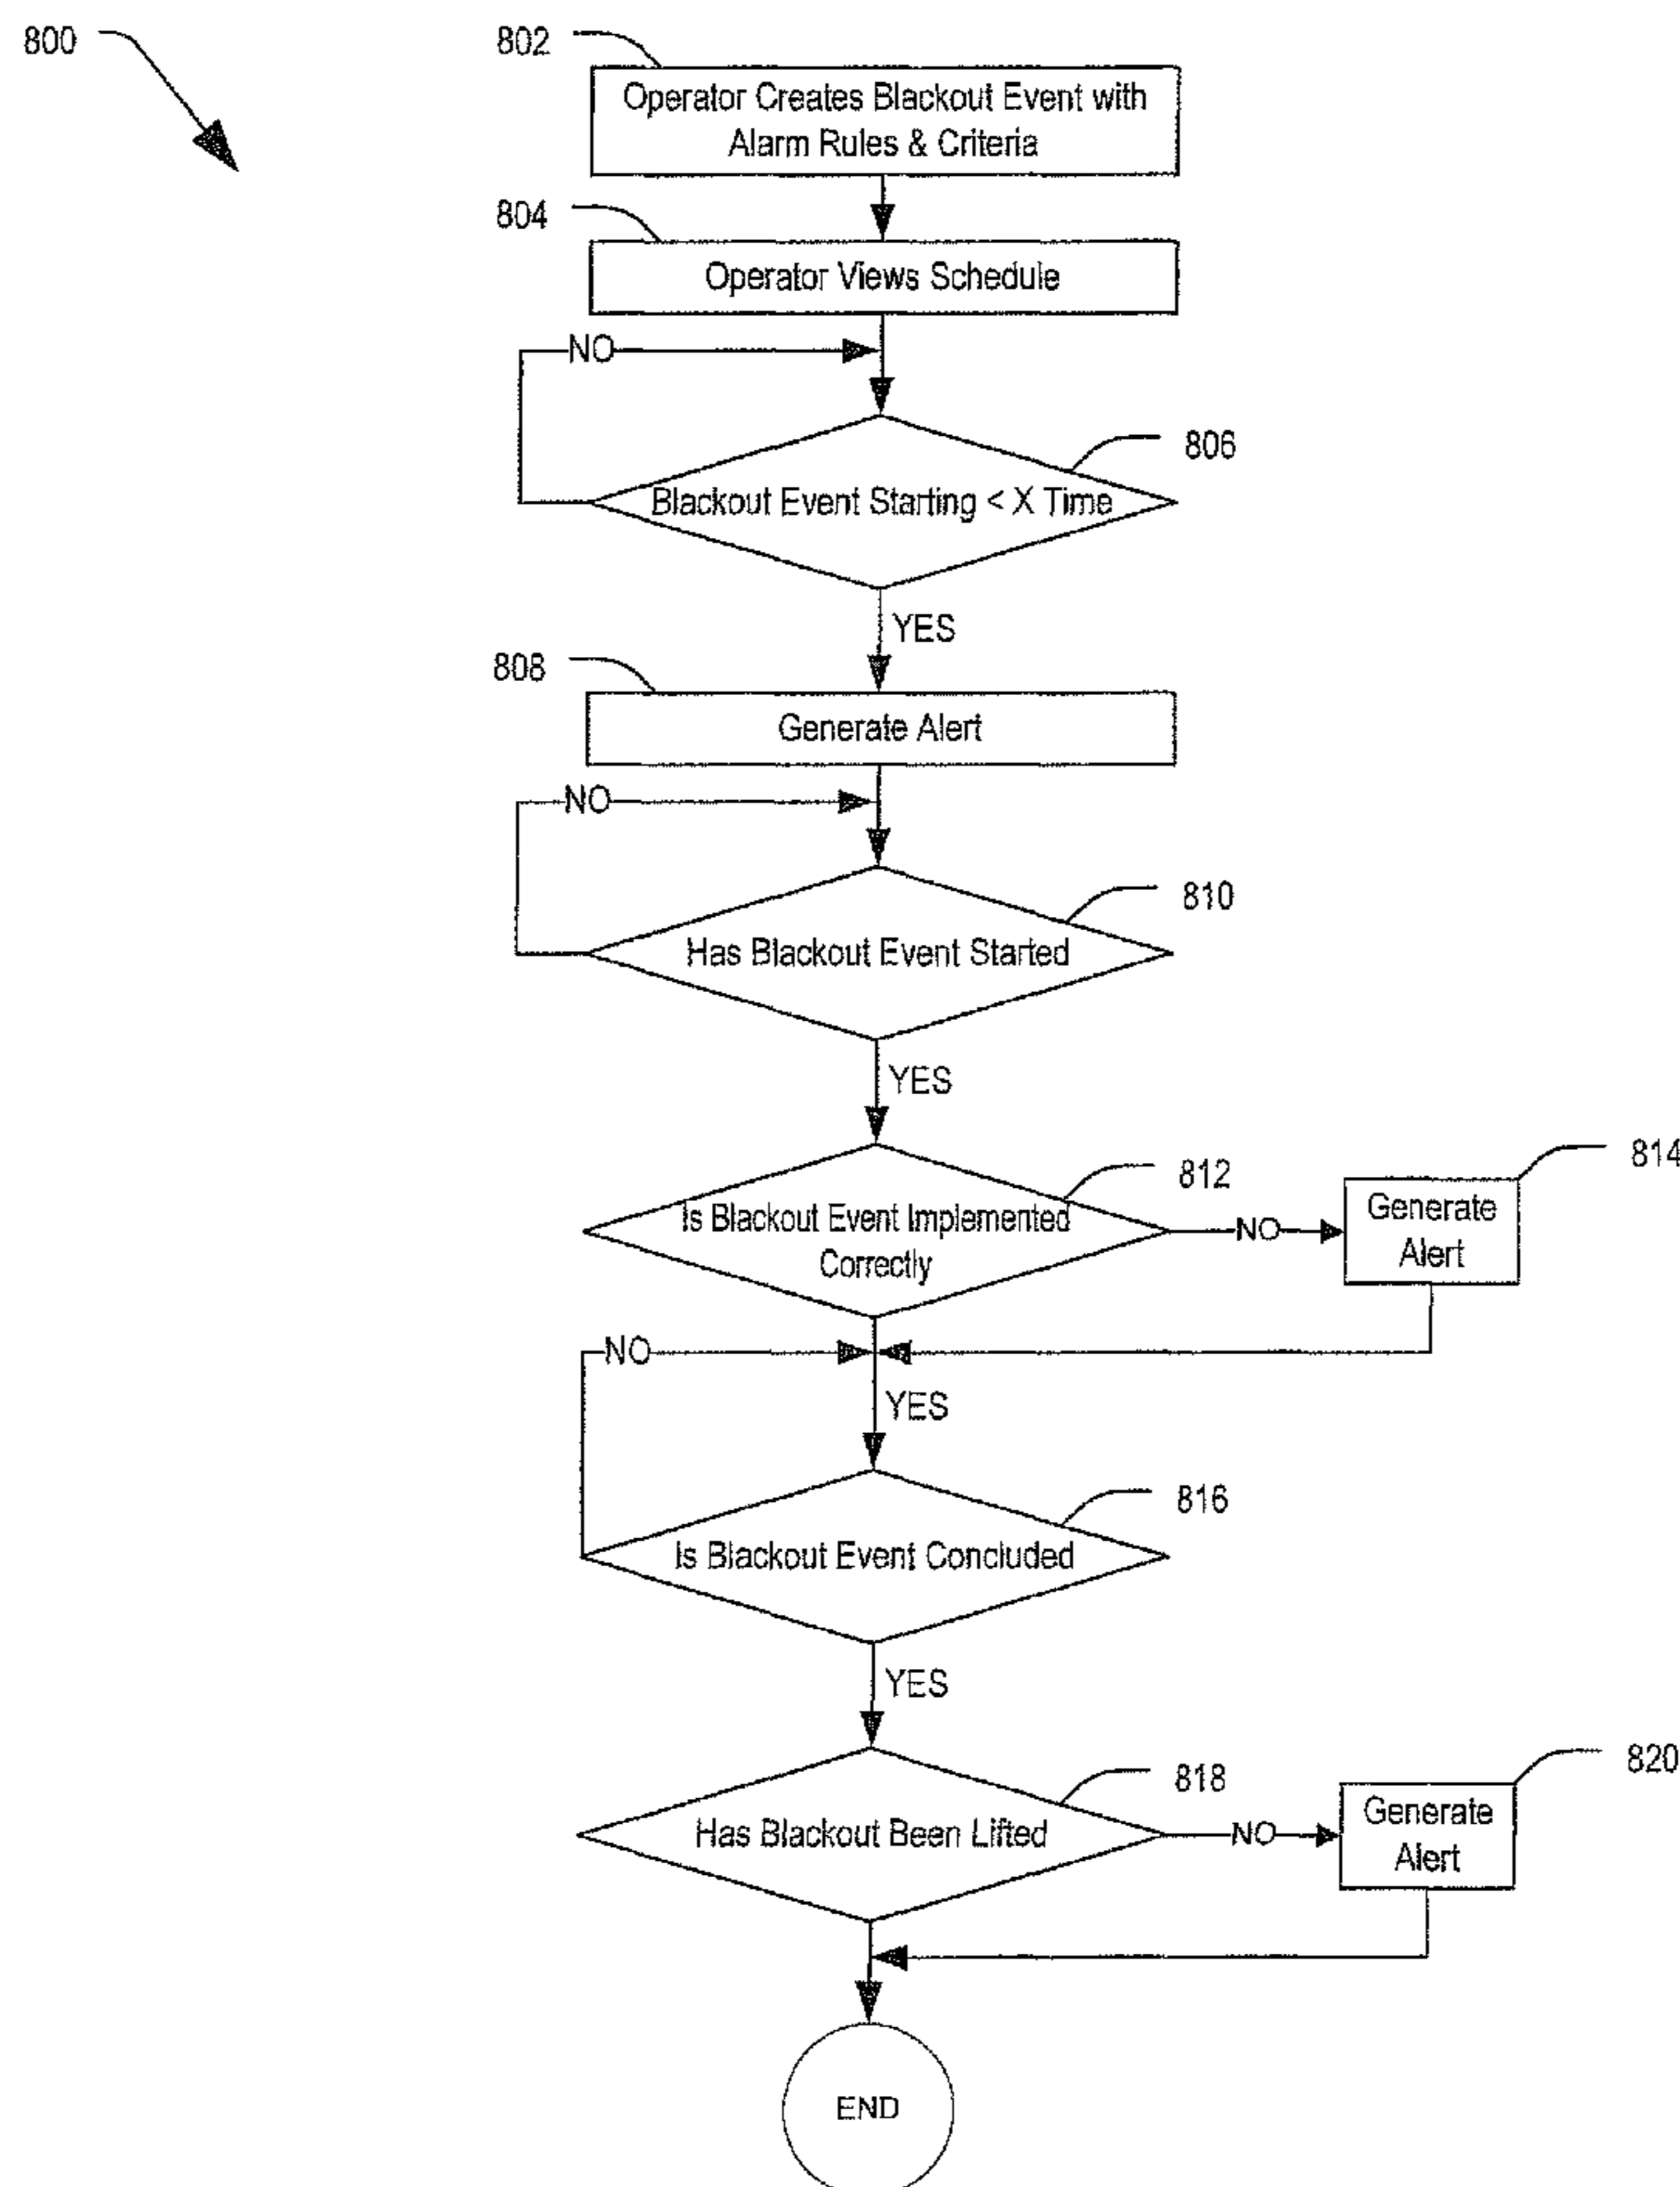 800
802
Operator Creates Blackout Event with
Alarm Rules & Criteria
804
Operator Views Schedule
NO
806
Blackout Event Starting < X Time
YES
808
Generate Alert
NO
810
Has Blackout Event Started
YES
812
Is Blackout Event Implemented
Correctly
NO
814
Generate
Alert
NO
YES
816
Is Blackout Event Concluded
YES
818
Has Blackout Been Lifted
NO
820
Generate
Alert
END